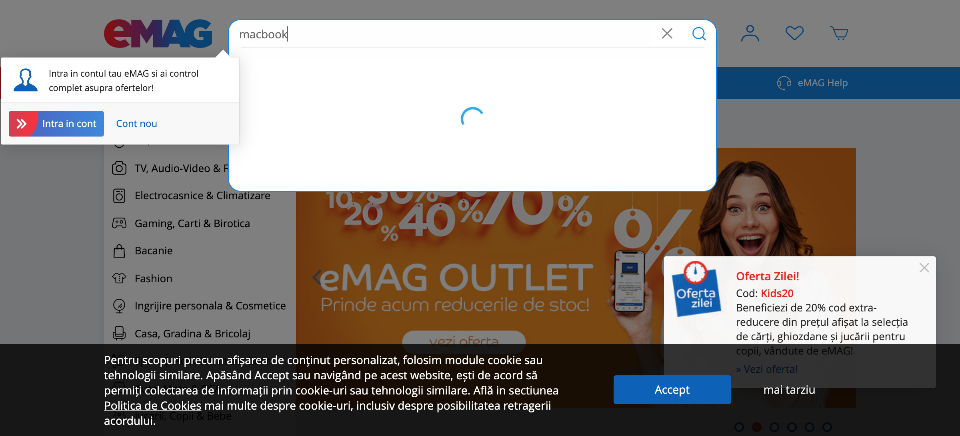 eMAG
macbook
Intra in contul tau eMAG si ai control
complet asupra ofertelor!
Intra in cont
Cont nou
eMAG Help
TV, Audio-Video & F
Electrocasnice & Climatizare
Gaming, Carti & Birotica
Bacanie
Fashion
Ingrijire personala & Cosmetice
Casa, Gradina & Bricolaj
10% 30% 70%
20% 40% %
eMAG OUTLET
Prinde acum reducerile de stoc!
vezi oferta
Oferta
zilei
Oferta Zilei!
Cod: Kids20
Beneficiezi de 20% cod extra-
reducere din prețul afișat la selecția
de cărți, ghiozdane și jucării pentru
copii, vândute de eMAG!
» Vezi oferta!
Pentru scopuri precum afișarea de conținut personalizat, folosim module cookie sau
tehnologii similare. Apăsând Accept sau navigând pe acest website, ești de acord să
permiți colectarea de informații prin cookie-uri sau tehnologii similare. Află in sectiunea
Politica de Cookies mai multe despre cookie-uri, inclusiv despre posibilitatea retragerii
acordului.
Accept
mai tarziu